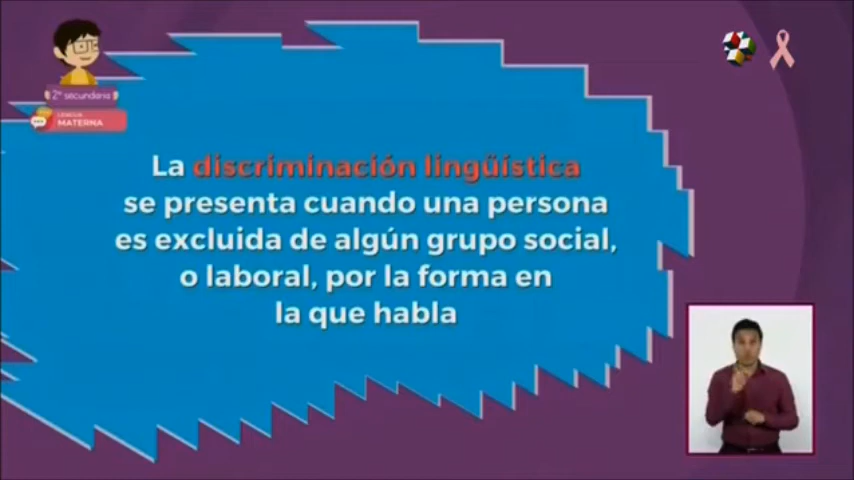 2° secundaria
LENGUA
MATERNA
La discriminación lingüística
se presenta cuando una persona
es excluida de algún grupo social,
o laboral, por la forma en
la que habla